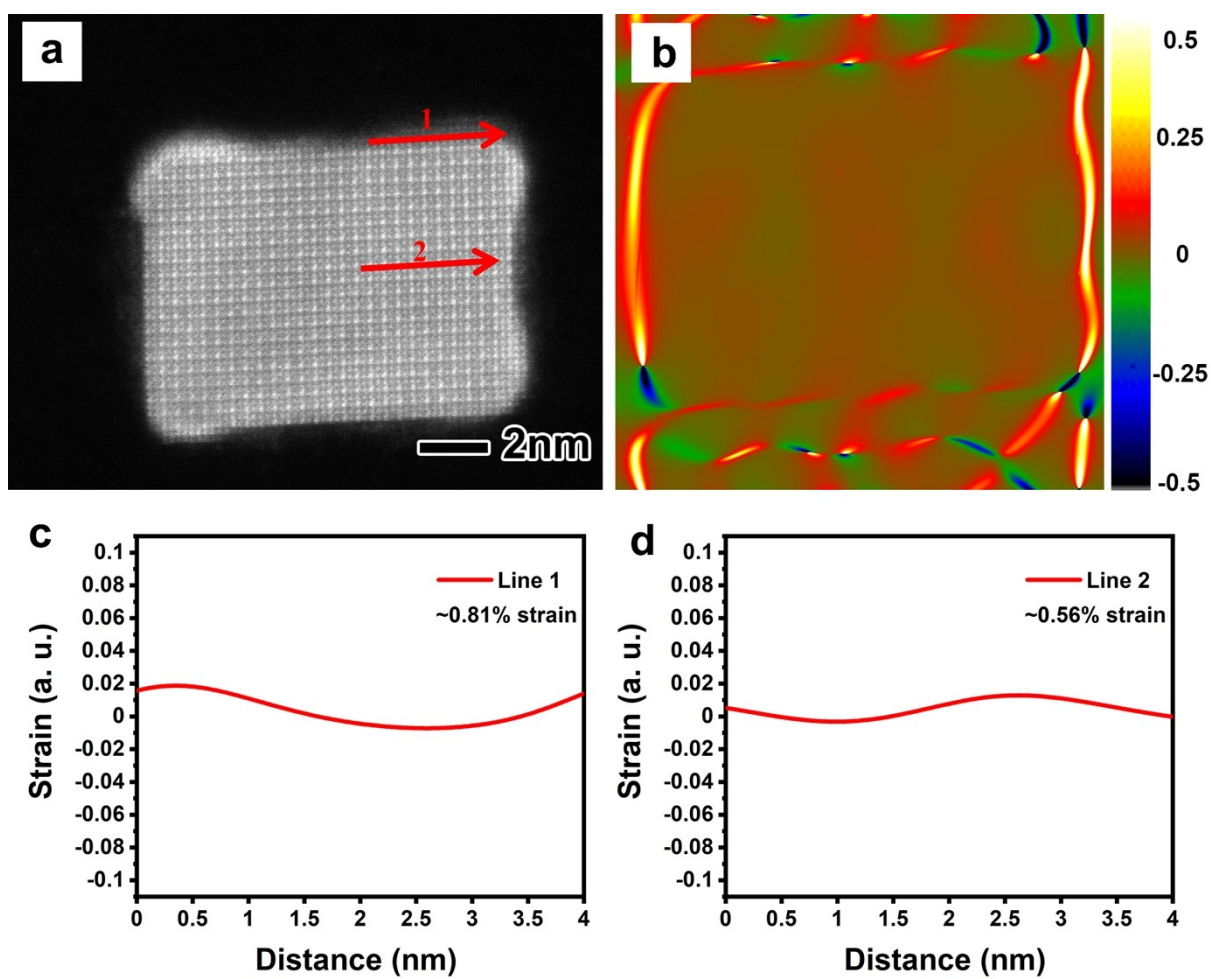 a
1
2
2nm
b
0.5
0.25
0
-0.25
-0.5
c
0.1
0.08
0.06
0.04
0.02
0
-0.02
-0.04
-0.06
-0.08
-0.1
Strain (a. u.)
Line 1
~0.81% strain
0 0.5 1 1.5 2 2.5 3 3.5 4
Distance (nm)
d
0.1
0.08
0.06
0.04
0.02
0
-0.02
-0.04
-0.06
-0.08
-0.1
Strain (a. u.)
Line 2
~0.56% strain
0 0.5 1 1.5 2 2.5 3 3.5 4
Distance (nm)